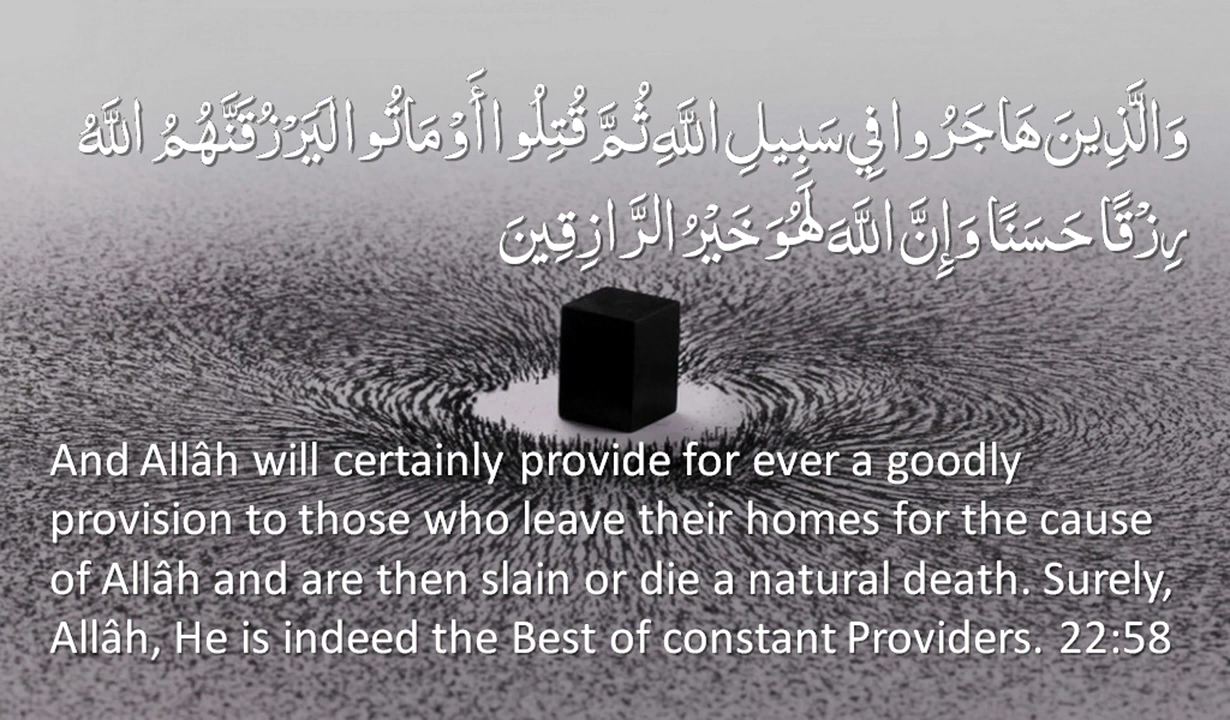 وَالَّذِينَ هَاجَرُوا فِي سَبِيلِ اللَّهِ ثُمَّ قُتِلُوا أَوْ مَاتُوا لَيَرْزُقَنَّهُمُ اللَّهُ
رِزْقًا حَسَنًا وَإِنَّ اللَّهَ لَهُوَ خَيْرُ الرَّازِقِينَ
And Allâh will certainly provide for ever a goodly
provision to those who leave their homes for the cause
of Allâh and are then slain or die a natural death. Surely,
Allâh, He is indeed the Best of constant Providers. 22:58